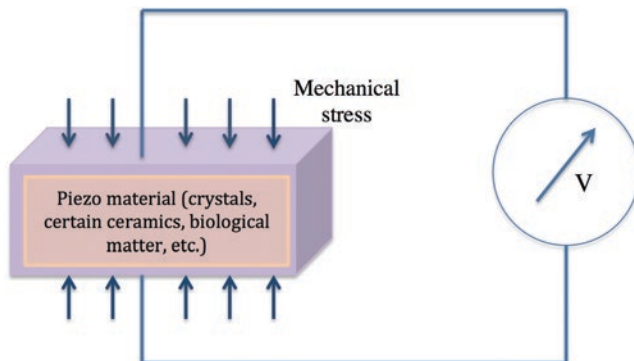 Mechanical
stress
Piezo material (crystals,
certain ceramics, biological
matter, etc.)
V